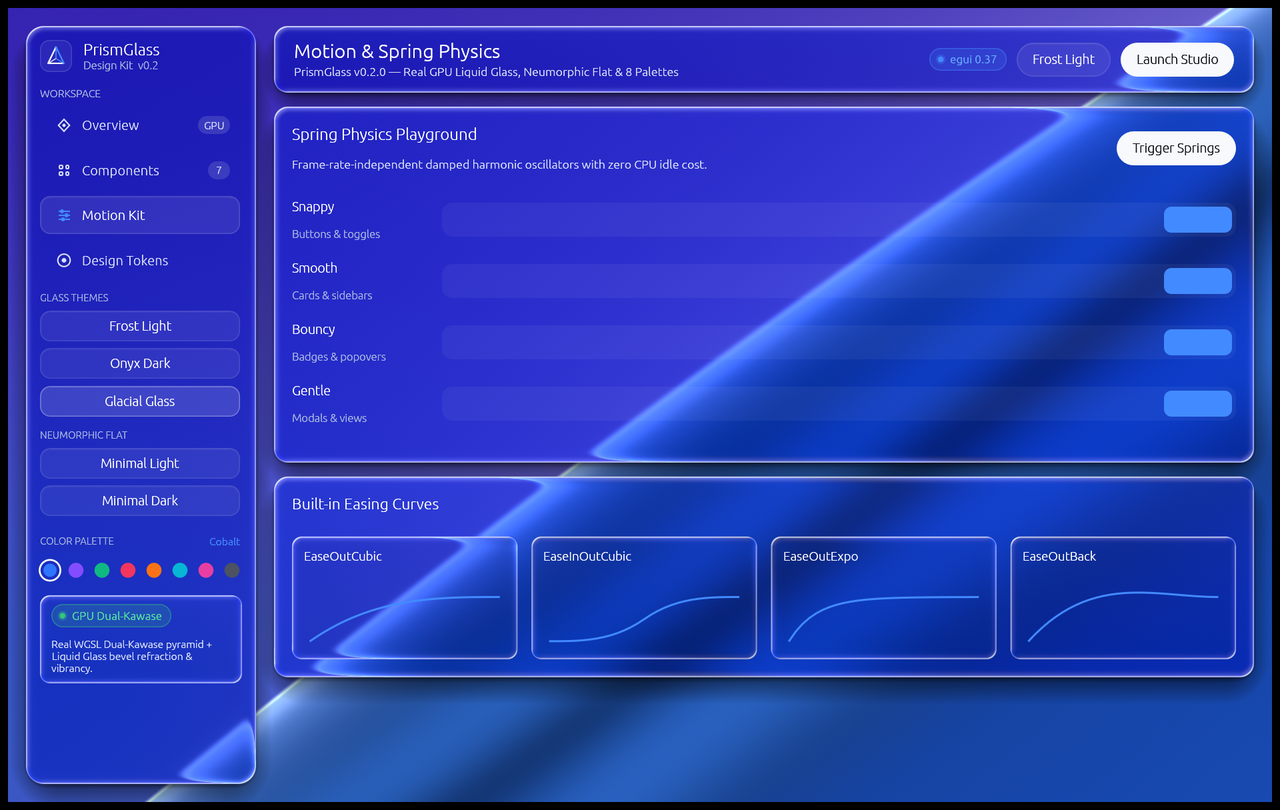 PrismGlass
Design Kit v0.2
WORKSPACE
Overview
GPU
Components
7
Motion Kit
Design Tokens
GLASS THEMES
Frost Light
Onyx Dark
Glacial Glass
NEUMORPHIC FLAT
Minimal Light
Minimal Dark
COLOR PALETTE
Cobalt
GPU Dual-Kawase
Real WGSL Dual-Kawase pyramid +
Liquid Glass bevel refraction &
vibrancy.
Motion & Spring Physics
PrismGlass v0.2.0 — Real GPU Liquid Glass, Neumorphic Flat & 8 Palettes
egui 0.37
Frost Light
Launch Studio
Spring Physics Playground
Frame-rate-independent damped harmonic oscillators with zero CPU idle cost.
Trigger Springs
Snappy
Buttons & toggles
Smooth
Cards & sidebars
Bouncy
Badges & popovers
Gentle
Modals & views
Built-in Easing Curves
EaseOutCubic
EaseInOutCubic
EaseOutExpo
EaseOutBack